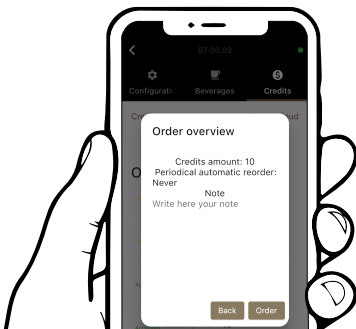 BT.00.09
Configurati
Beverages
Credits
Order overview
Credits amount: 10
Periodical automatic reorder:
Never
Note
Write here your note
Back
Order